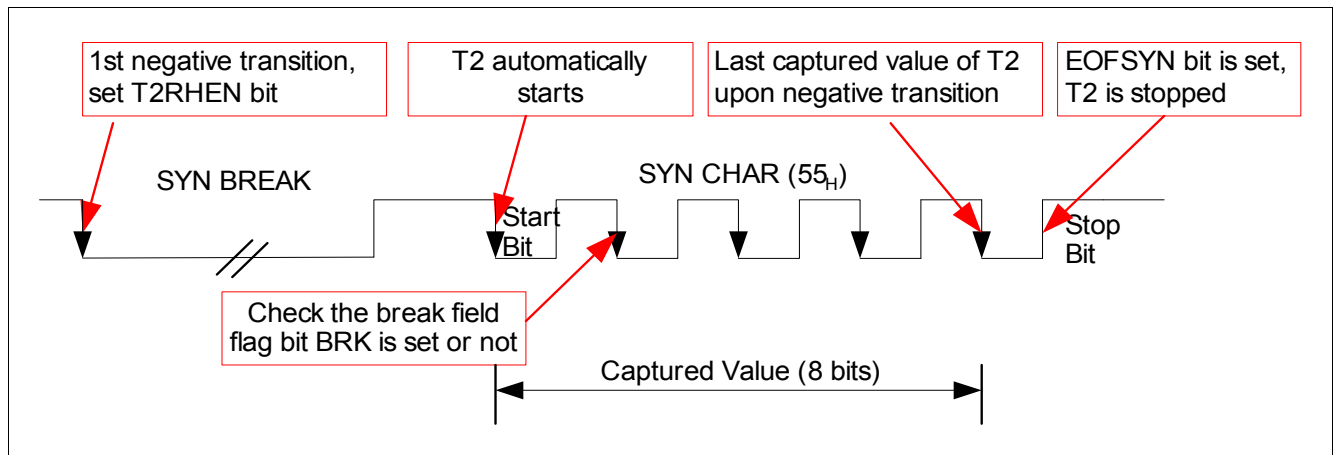 1st negative transition,
set T2RHEN bit
T2 automatically
starts
Last captured value of T2
upon negative transition
EOFSYN bit is set,
T2 is stopped
SYN BREAK
SYN CHAR (55H)
Start
Bit
Stop
Bit
Check the break field
flag bit BRK is set or not
Captured Value (8 bits)